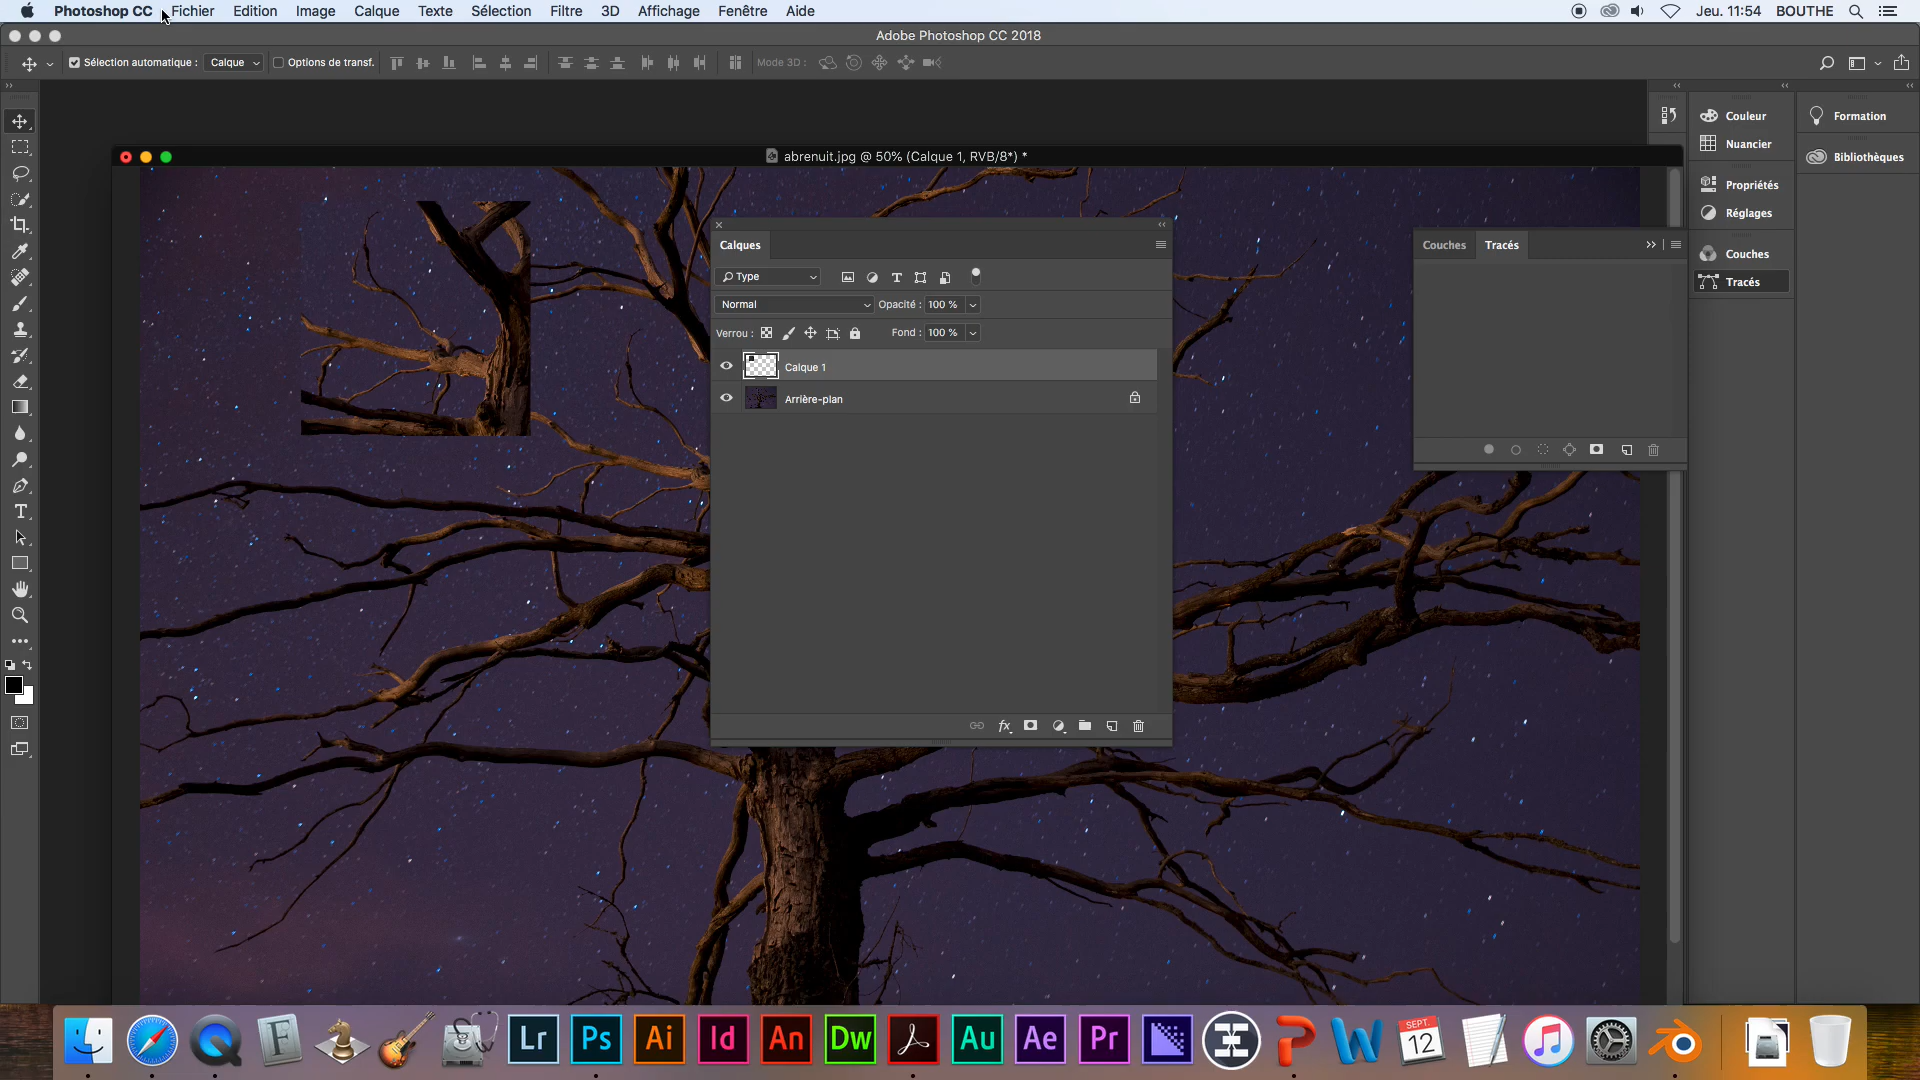 Photoshop CC Fichier Edition Image Calque Texte Sélection Filtre 3D Affichage Fenêtre Aide Jeu. 11:54 BOUTHE
Adobe Photoshop CC 2018
Sélection automatique : Calque Options de transf. Mode 3D :
abrenuit.jpg @ 50% (Calque 1, RVB/8*) *
Calques
Type
Normal Opacité : 100 %
Verrou : Fond : 100 %
Calque 1
Arrière-plan
Couches Tracés
Couleur
Nuancier
Propriétés
Réglages
Couches
Tracés
Formation
Bibliothèques
Lr Ps Ai Id An Dw Au Ae Pr
SEPT.
12